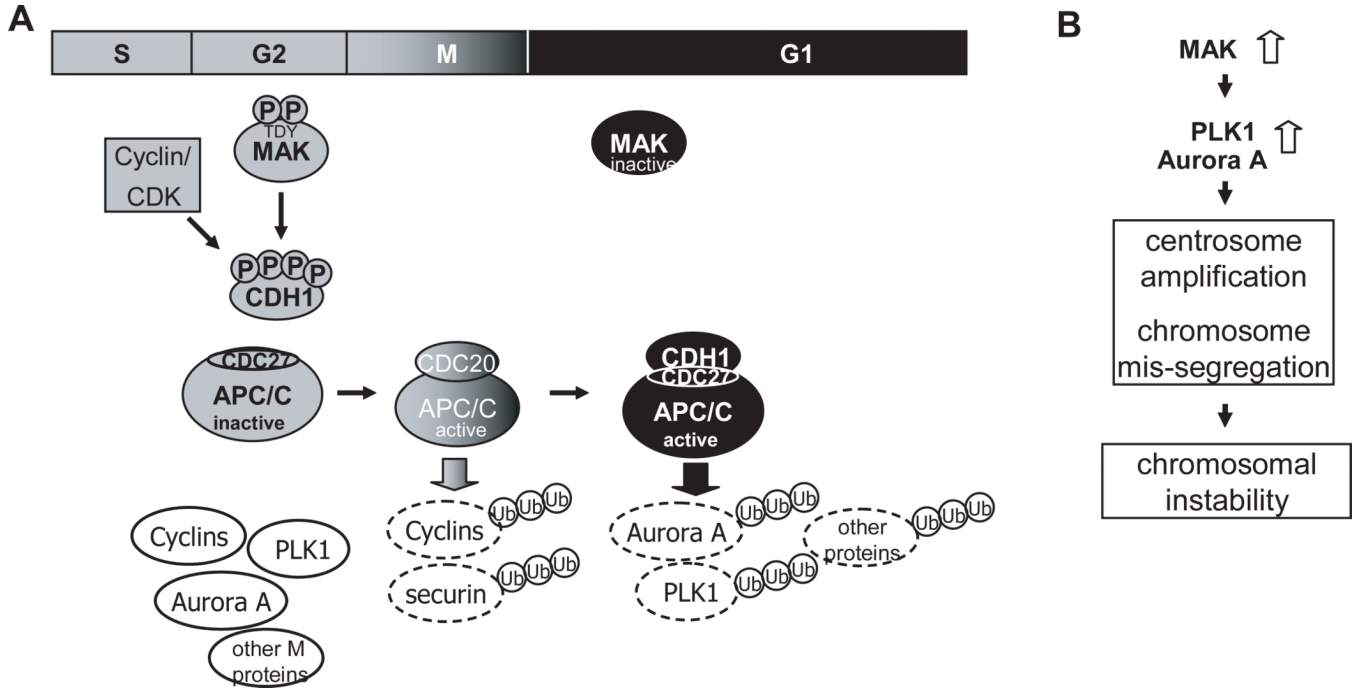 A
S G2 M G1
P P
TDY
MAK
Cyclin/
CDK
MAK
inactive
P P P P
CDH1
CDC27
APC/C
inactive
CDC20
APC/C
active
CDH1
CDC27
APC/C
active
Cyclins
PLK1
Aurora A
other M
proteins
Cyclins
Ub Ub Ub
securin
Ub Ub Ub
Aurora A
Ub Ub Ub
PLK1
Ub Ub Ub
other
proteins
Ub Ub Ub
B
MAK
PLK1
Aurora A
centrosome
amplification
chromosome
mis-segregation
chromosomal
instability